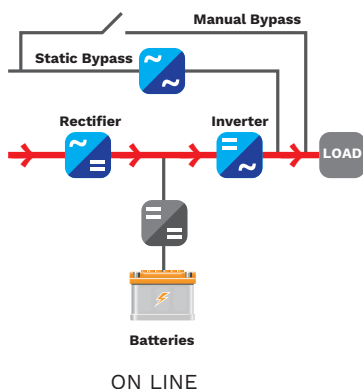 Manual Bypass
Static Bypass
Rectifier
Inverter
LOAD
Batteries
ON LINE